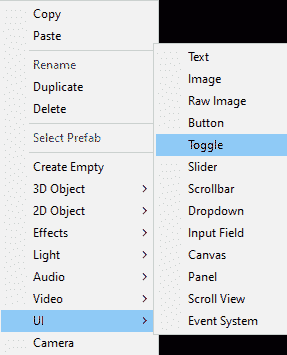 Copy
Paste
Rename
Duplicate
Delete
Select Prefab
Create Empty
3D Object
2D Object
Effects
Light
Audio
Video
UI
Camera
Text
Image
Raw Image
Button
Toggle
Slider
Scrollbar
Dropdown
Input Field
Canvas
Panel
Scroll View
Event System